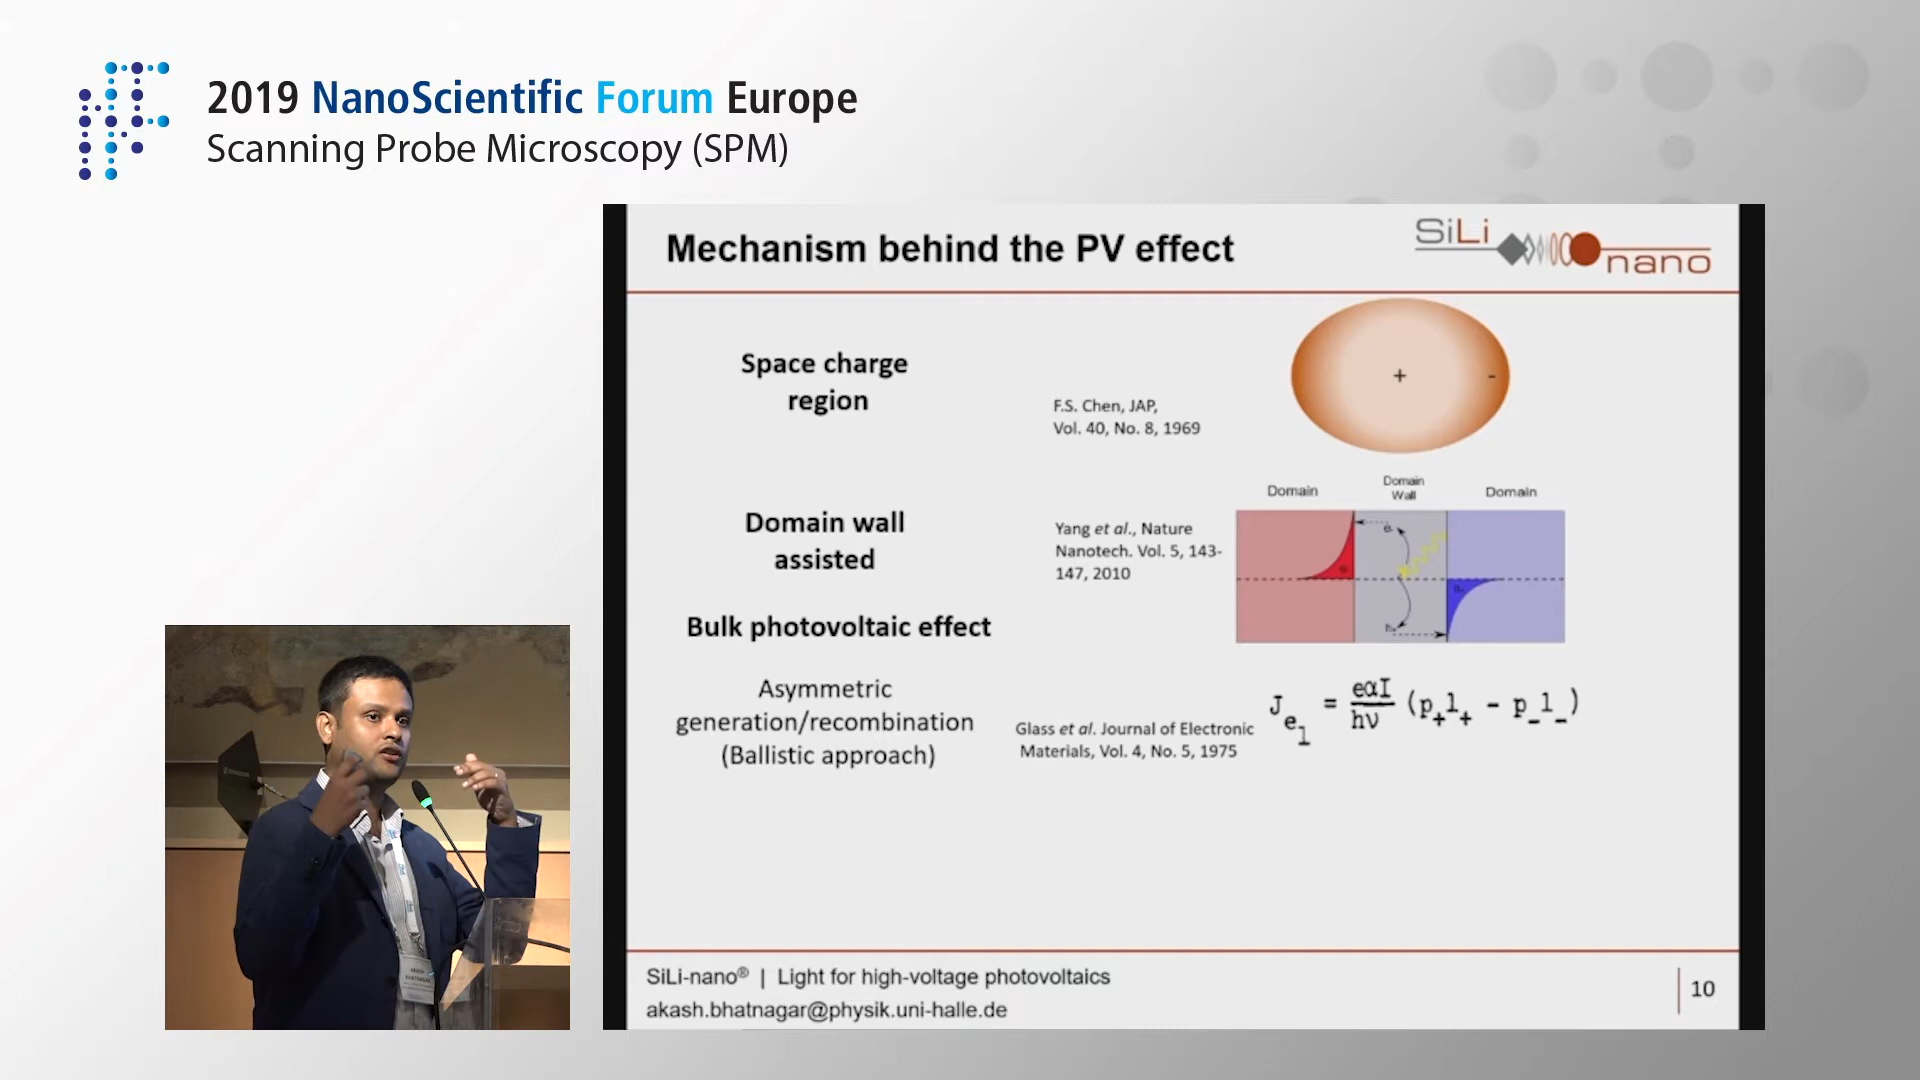 2019 NanoScientific Forum Europe
Scanning Probe Microscopy (SPM)
Mechanism behind the PV effect
SiLi
nano
Space charge
region
F.S. Chen, JAP,
Vol. 40, No. 8, 1969
+
-
Domain
Domain
Wall
Domain
Domain wall
assisted
Yang et al., Nature
Nanotech. Vol. 5, 143-
147, 2010
Bulk photovoltaic effect
Asymmetric
generation/recombination
(Ballistic approach)
Glass et al. Journal of Electronic
Materials, Vol. 4, No. 5, 1975
J_e_l = eαI/hν (p₊l₊ - p₋l₋)
SiLi-nano® | Light for high-voltage photovoltaics
akash.bhatnagar@physik.uni-halle.de
10
AKASH
BHATNAGAR